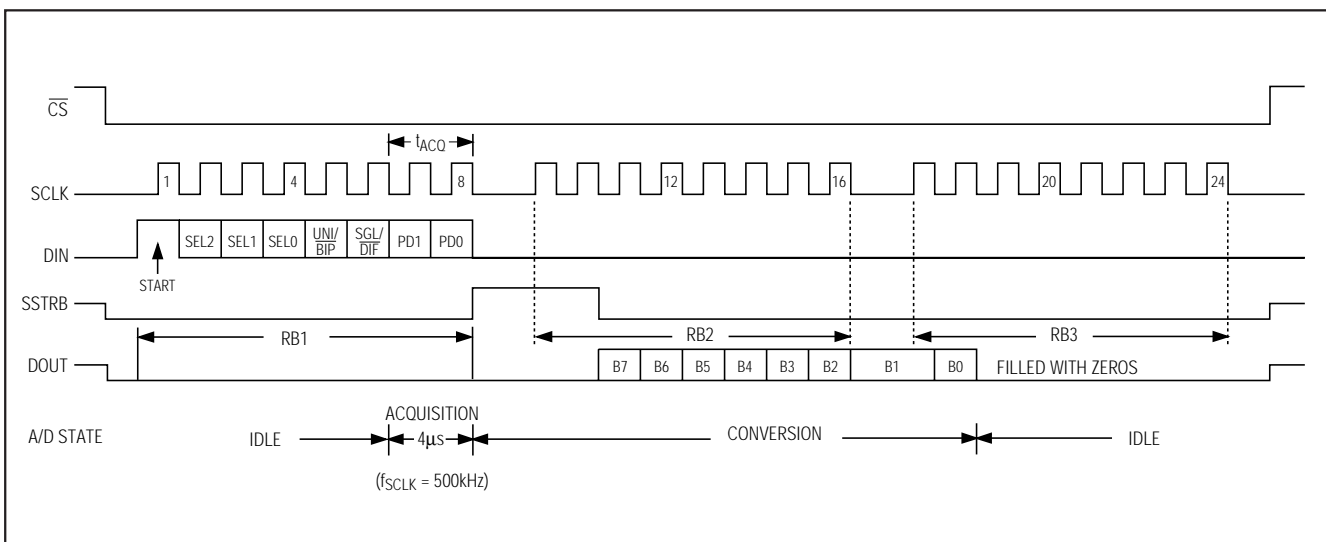 CS
tACQ
SCLK 1 4 8 12 16 20 24
DIN SEL2 SEL1 SEL0 UNI/BIP SGL/DIF PD1 PD0
START
SSTRB
RB1 RB2 RB3
DOUT B7 B6 B5 B4 B3 B2 B1 B0 FILLED WITH ZEROS
ACQUISITION
A/D STATE IDLE 4µs CONVERSION IDLE
(fSCLK = 500kHz)